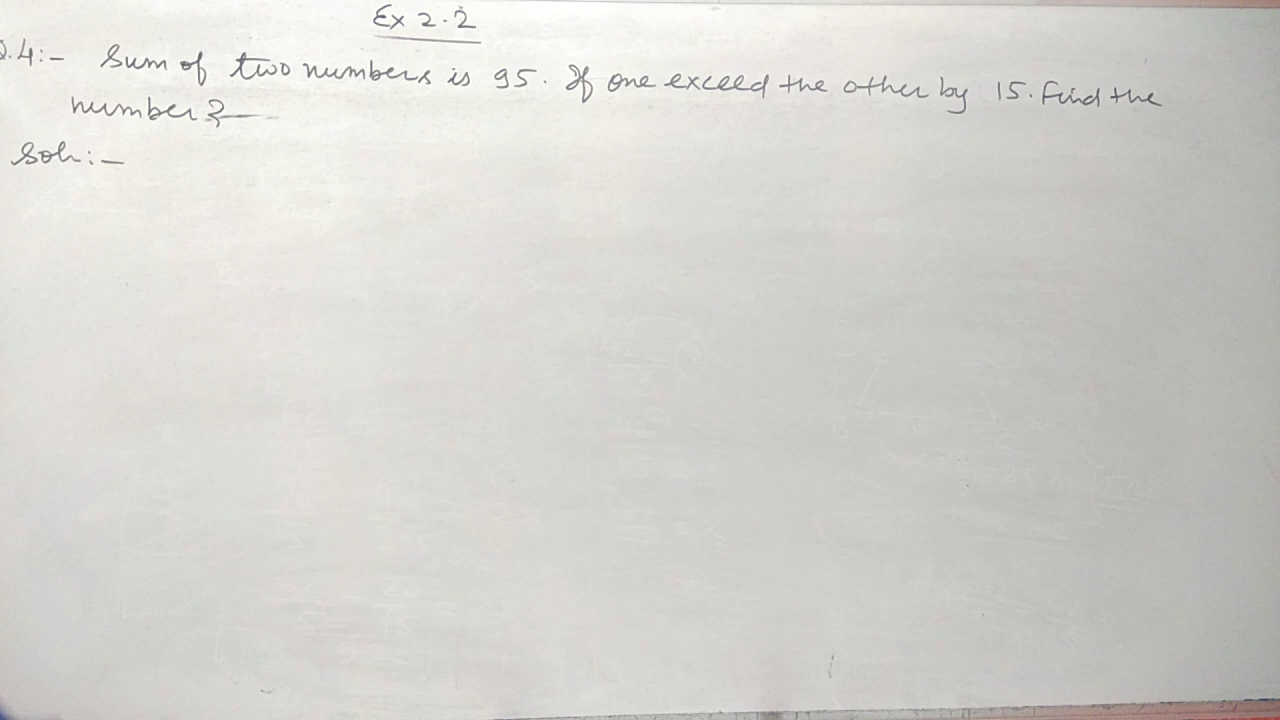 Ex 2.2
Q.4:- Sum of two numbers is 95. If one exceed the other by 15. Find the
number?
Soln:-